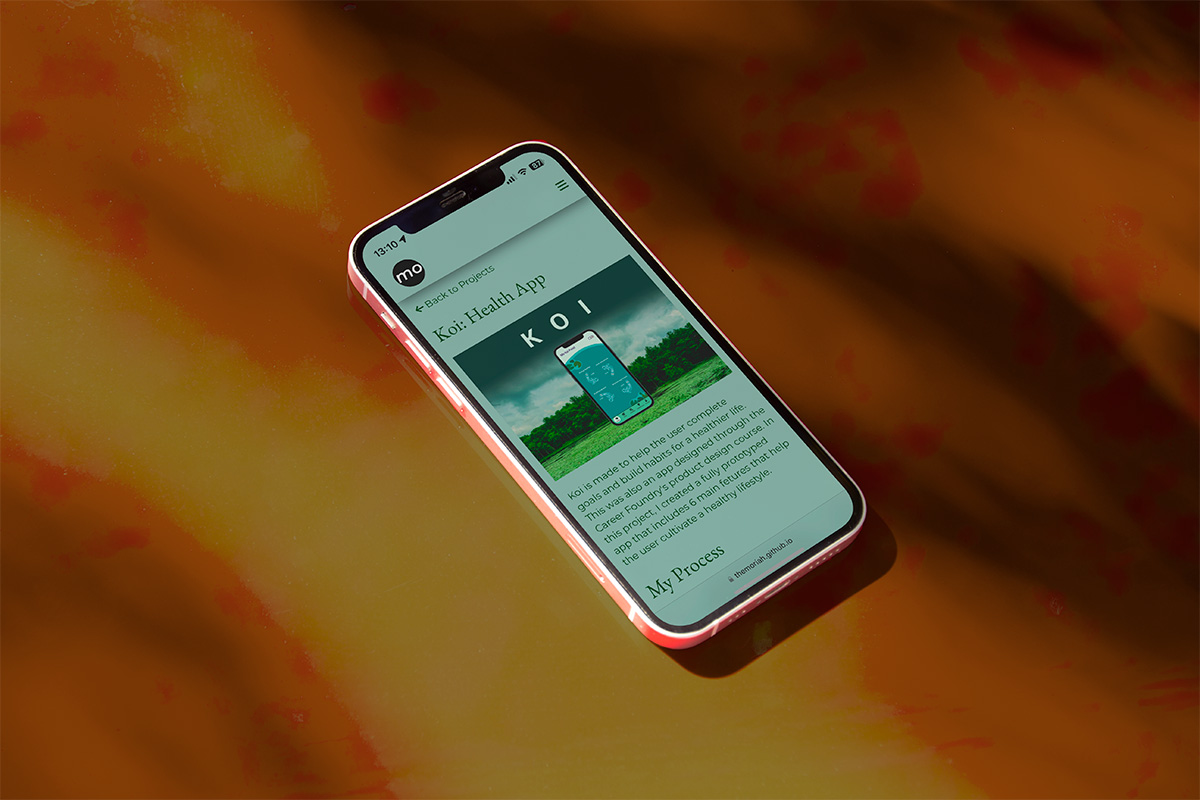 13:10
87
mo
← Back to Projects
Koi: Health App
KOI
Koi is made to help the user complete
goals and build habits for a healthier life.
This was also an app designed through the
Career Foundry's product design course. In
this project, I created a fully prototyped
app that includes 6 main fetures that help
the user cultivate a healthy lifestyle.
My Process
themoriah.github.io